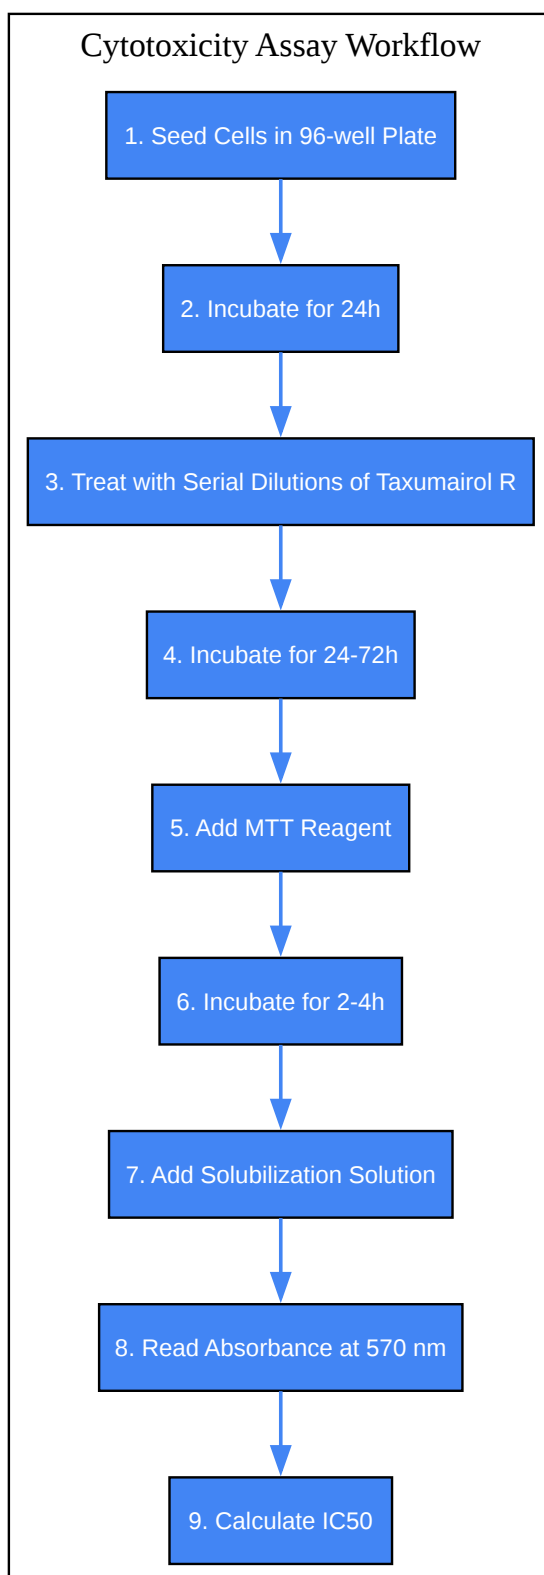 Cytotoxicity Assay Workflow
1. Seed Cells in 96-well Plate
2. Incubate for 24h
3. Treat with Serial Dilutions of Taxumairol R
4. Incubate for 24-72h
5. Add MTT Reagent
6. Incubate for 2-4h
7. Add Solubilization Solution
8. Read Absorbance at 570 nm
9. Calculate IC50